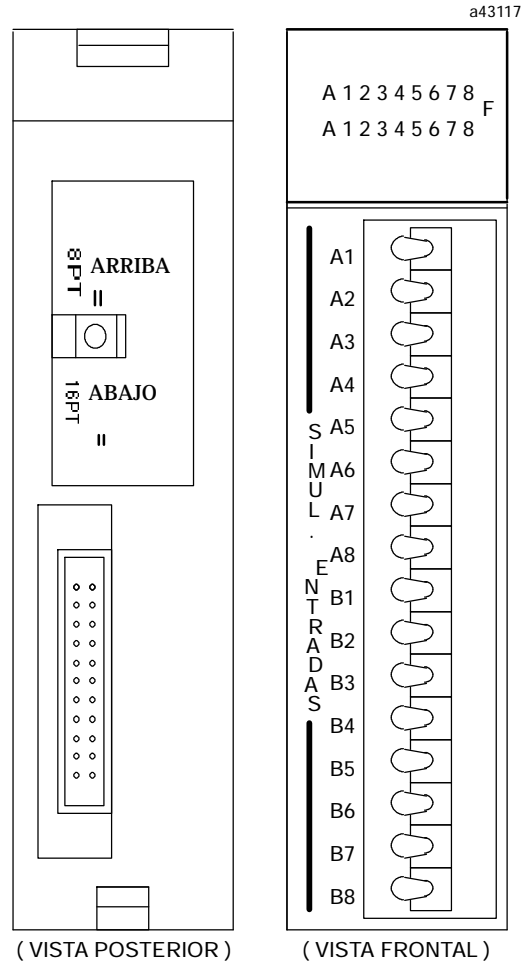 a43117
8PT ARRIBA
=
16PT ABAJO
=
( VISTA POSTERIOR )
A 1 2 3 4 5 6 7 8
F
A 1 2 3 4 5 6 7 8
A1
A2
A3
A4
A5
A6
A7
A8
B1
B2
B3
B4
B5
B6
B7
B8
SIMUL. ENTRADAS
( VISTA FRONTAL )